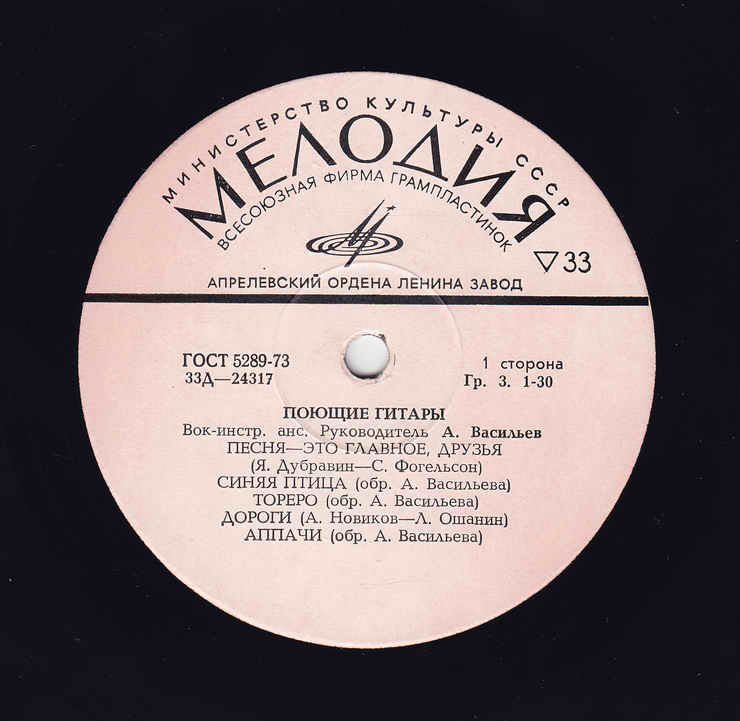 МИНИСТЕРСТВО КУЛЬТУРЫ СССР
МЕЛОДИЯ
ВСЕСОЮЗНАЯ ФИРМА ГРАМПЛАСТИНОК
33
АПРЕЛЕВСКИЙ ОРДЕНА ЛЕНИНА ЗАВОД
ГОСТ 5289-73
1 сторона
33Д—24317
Гр. 3. 1-30
ПОЮЩИЕ ГИТАРЫ
Вок-инстр. анс. Руководитель А. Васильев
ПЕСНЯ—ЭТО ГЛАВНОЕ, ДРУЗЬЯ
(Я. Дубравин—С. Фогельсон)
СИНЯЯ ПТИЦА (обр. А. Васильева)
ТОРЕРО (обр. А. Васильева)
ДОРОГИ (А. Новиков—Л. Ошанин)
АППАЧИ (обр. А. Васильева)